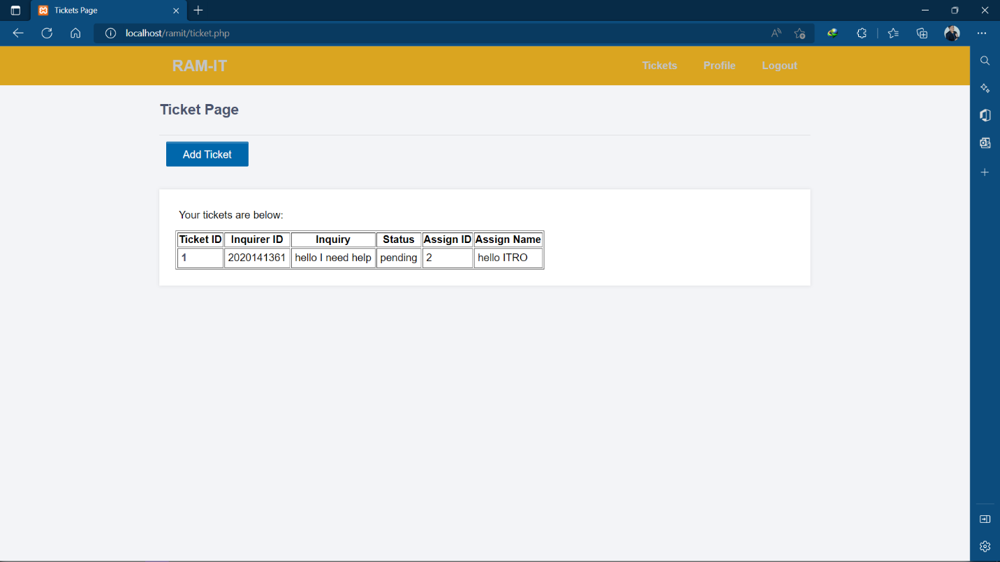 Tickets Page
localhost/ramit/ticket.php
RAM-IT Tickets Profile Logout
Ticket Page
Add Ticket
Your tickets are below:
Ticket ID Inquirer ID Inquiry Status Assign ID Assign Name
1 2020141361 hello I need help pending 2 hello ITRO